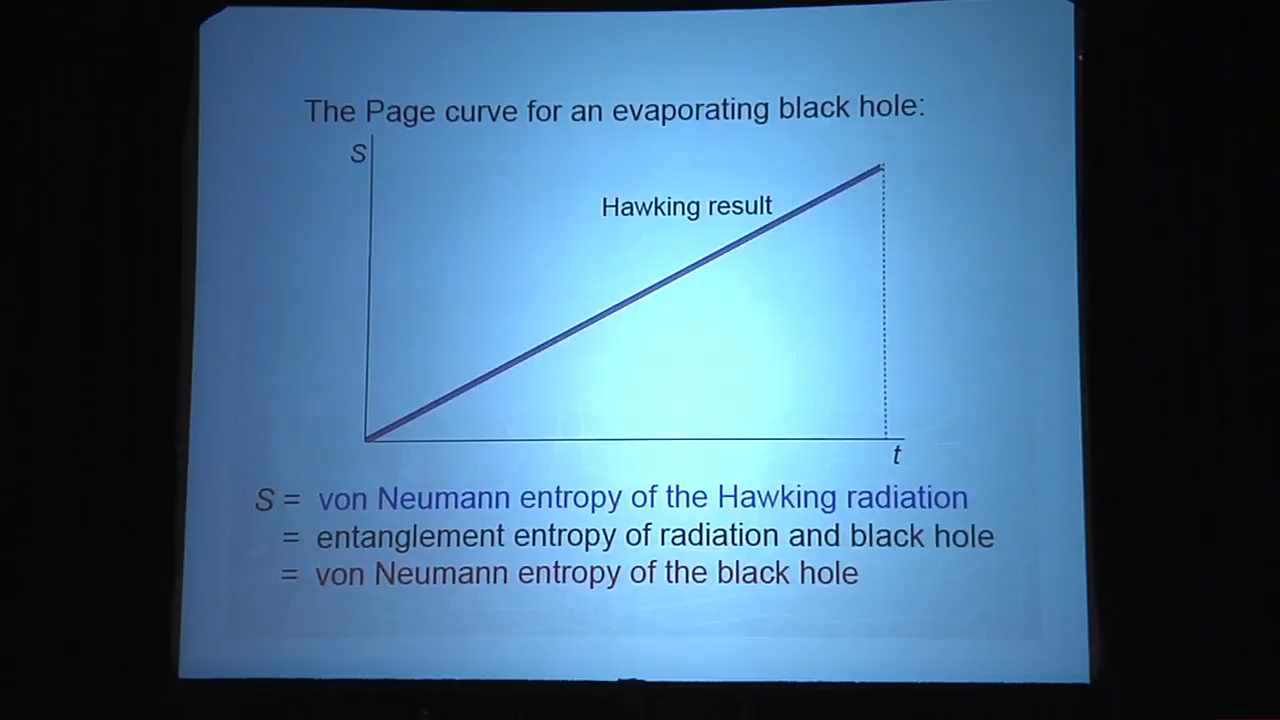 The Page curve for an evaporating black hole:
S
Hawking result
t
S = von Neumann entropy of the Hawking radiation
= entanglement entropy of radiation and black hole
= von Neumann entropy of the black hole